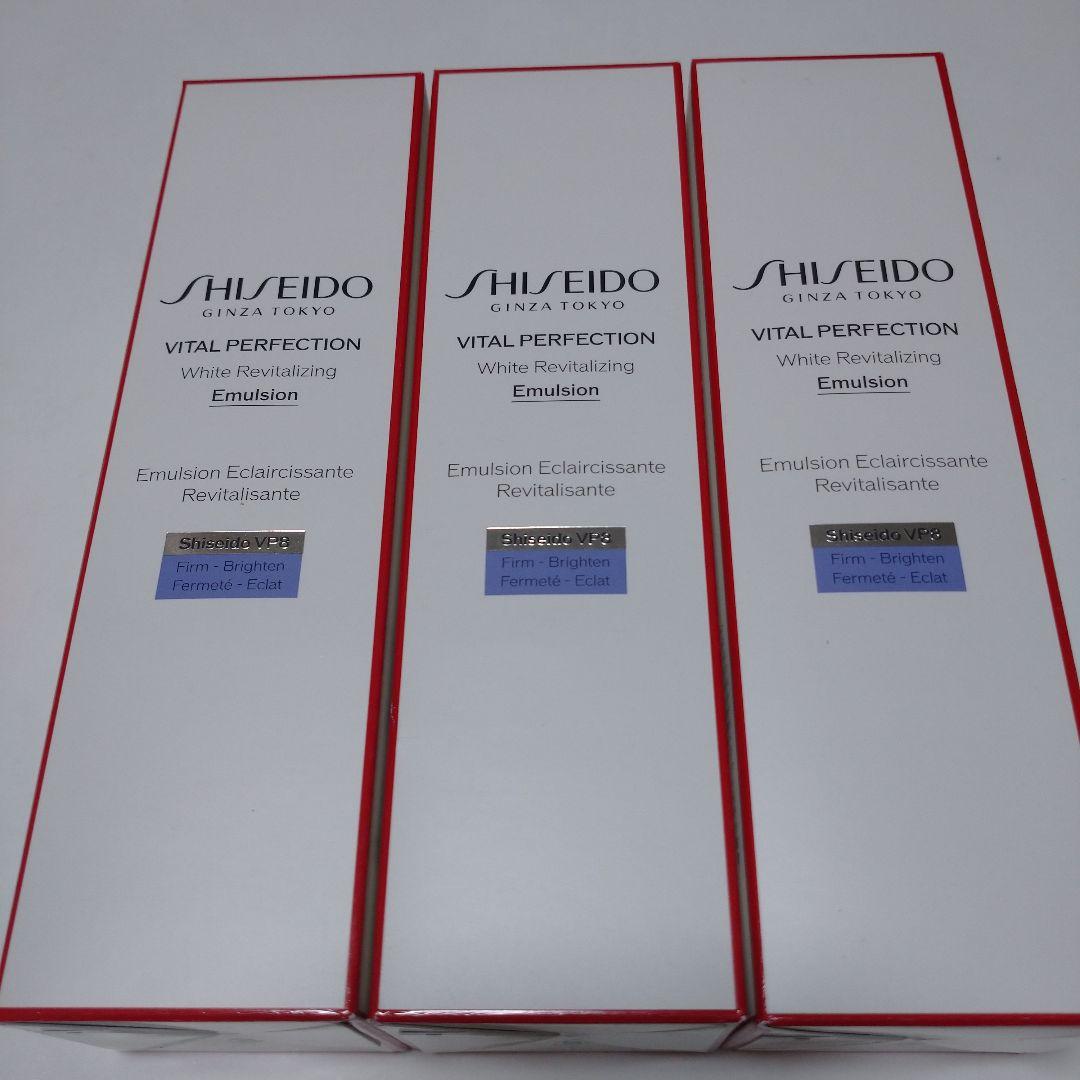 SHISEIDO
GINZA TOKYO
VITAL PERFECTION
White Revitalizing
Emulsion
Emulsion Eclaircissante
Revitalisante
Shiseido VP8
Firm - Brighten
Fermeté - Eclat
SHISEIDO
GINZA TOKYO
VITAL PERFECTION
White Revitalizing
Emulsion
Emulsion Eclaircissante
Revitalisante
Shiseido VP8
Firm - Brighten
Fermeté - Eclat
SHISEIDO
GINZA TOKYO
VITAL PERFECTION
White Revitalizing
Emulsion
Emulsion Eclaircissante
Revitalisante
Shiseido VP8
Firm - Brighten
Fermeté - Eclat